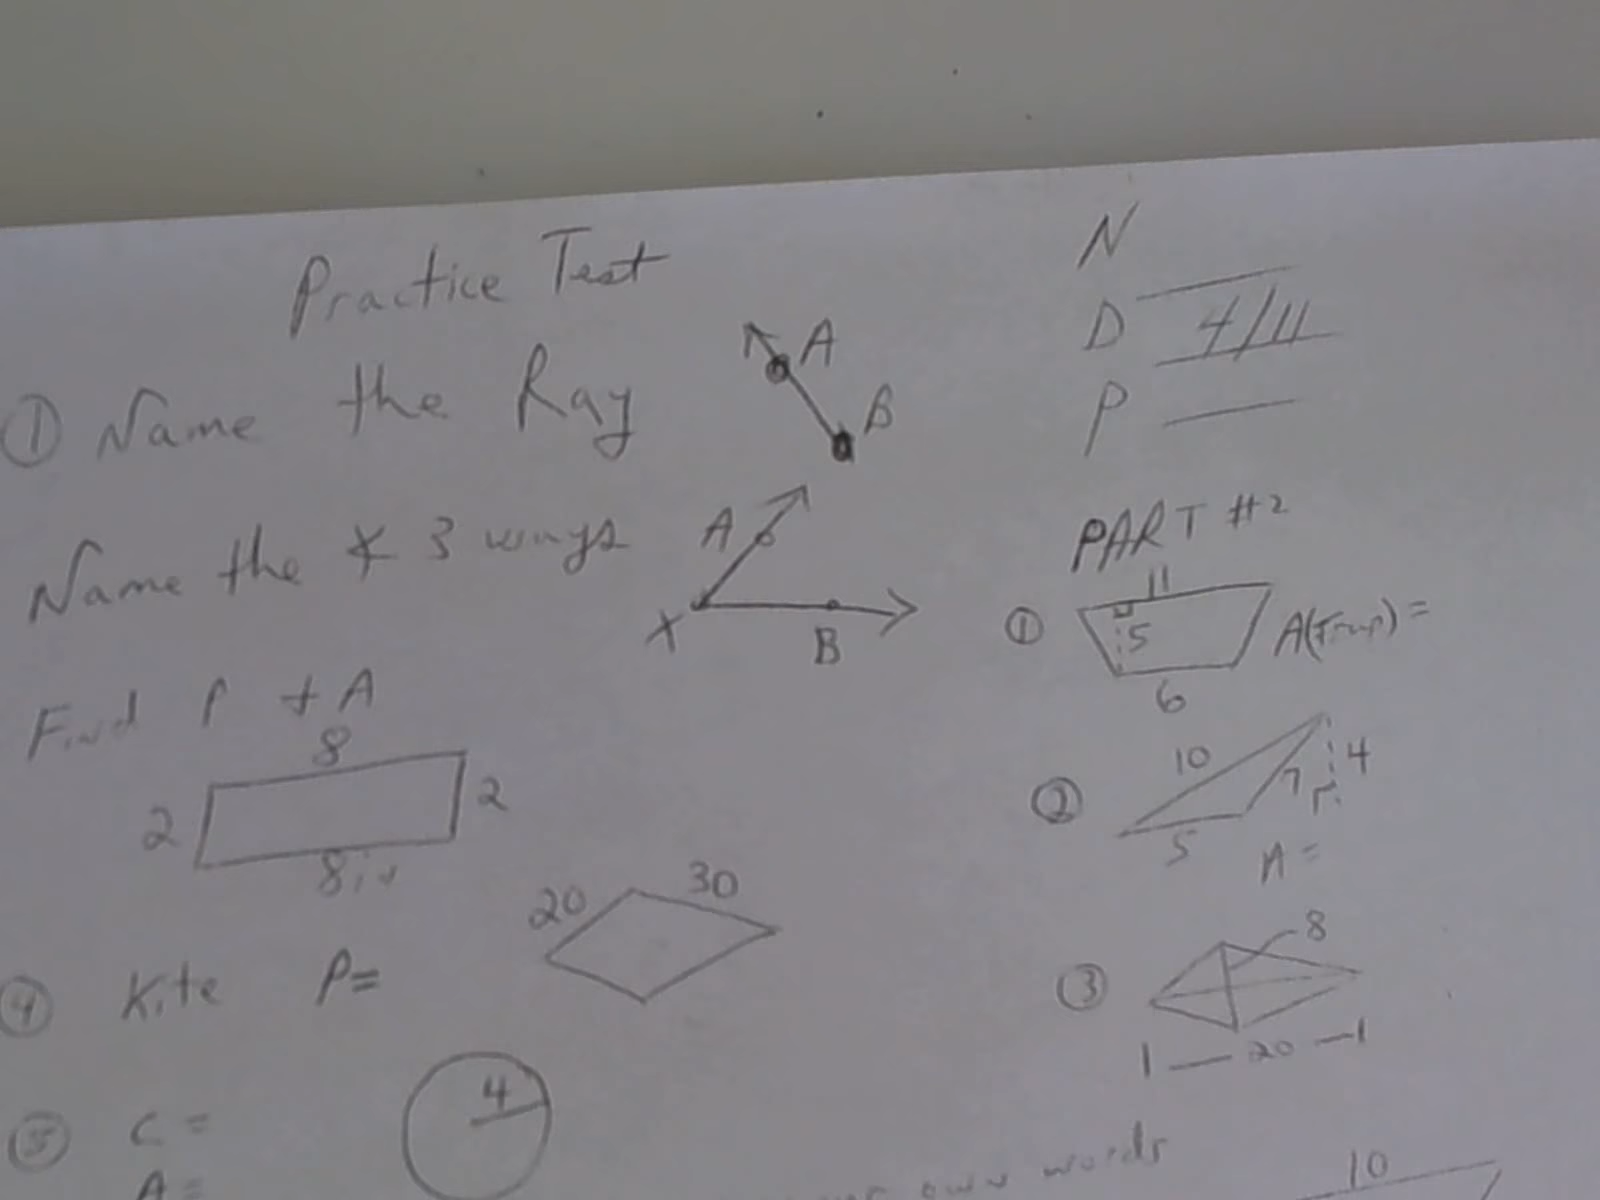 Practice Test
N
D 4/11
P
① Name the Ray
A
B
Name the ∠ 3 ways
A
X
B
Find P + A
8
2
2
8in
④ Kite P=
20
30
⑤ C =
A=
4
PART #2
① 11
5
6
A(Trap) =
② 10
7
4
5
A =
③ 8
20
own words
10